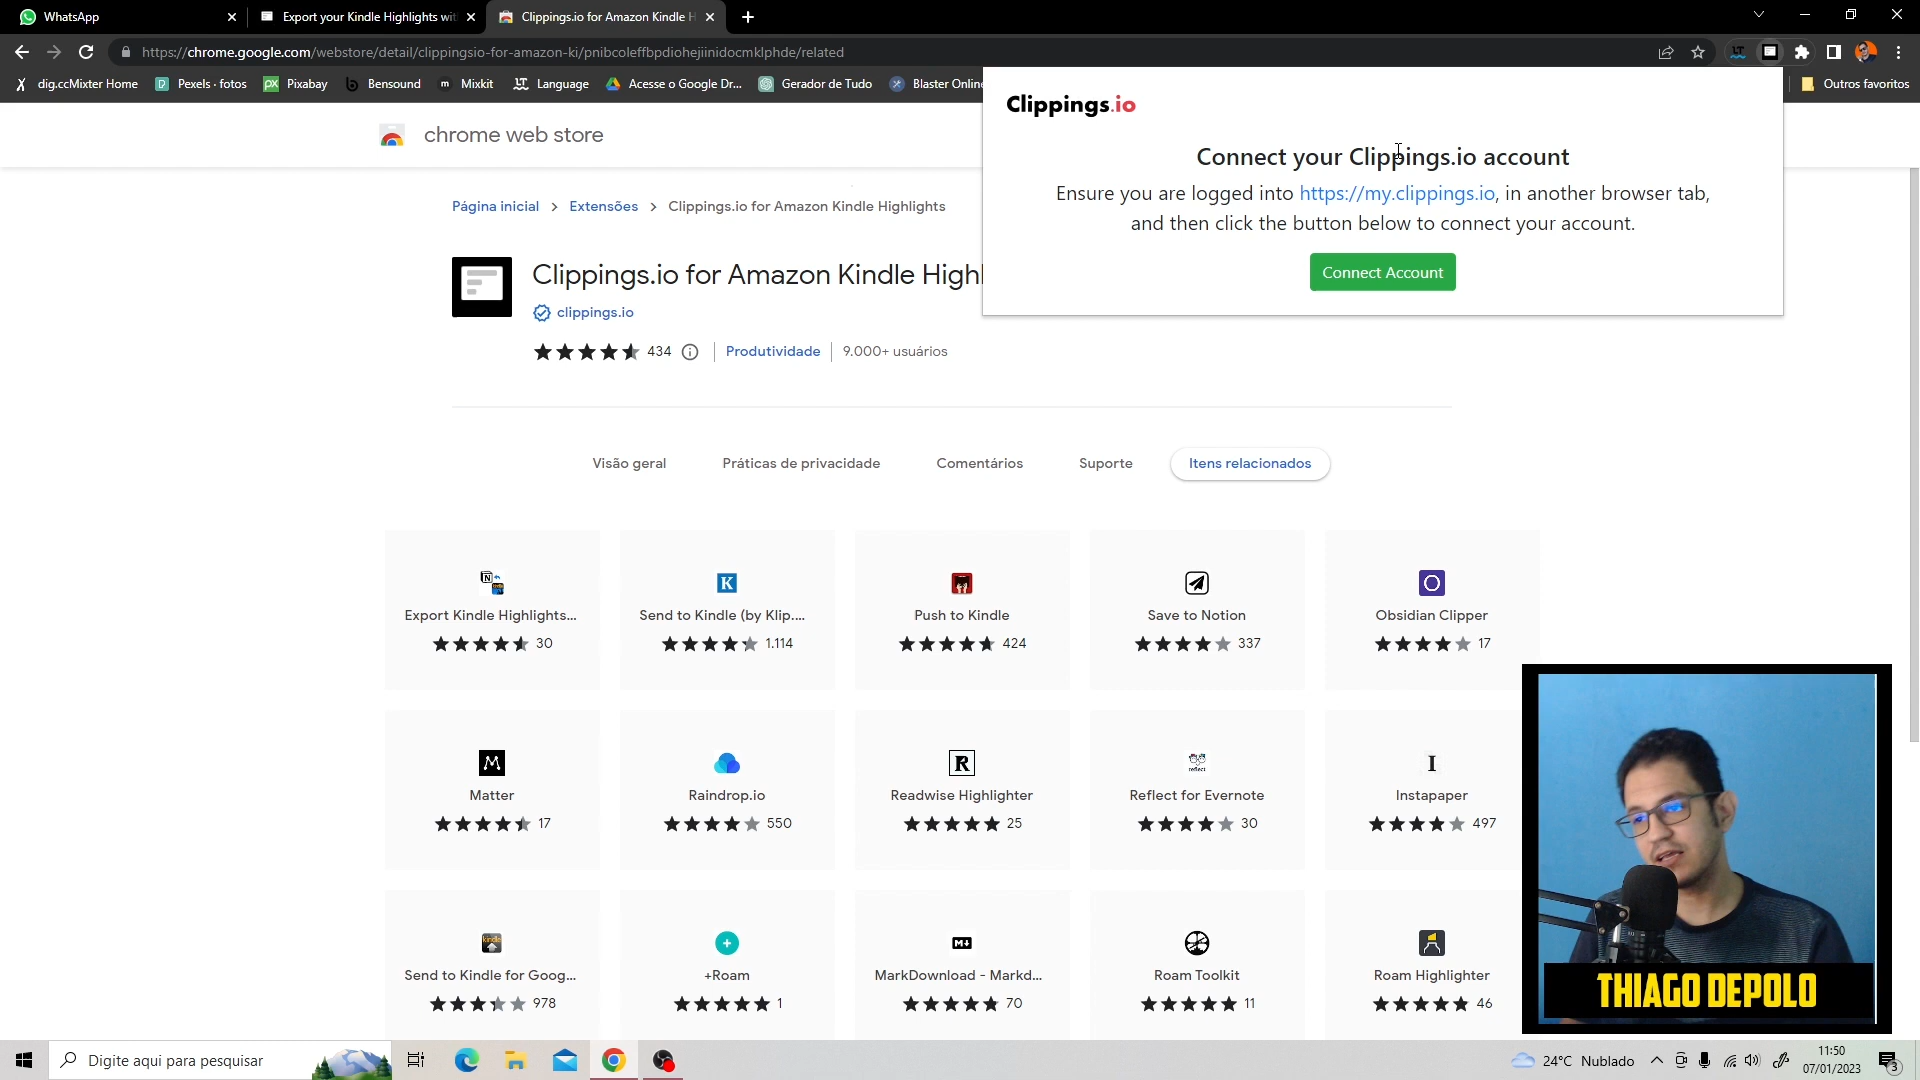 WhatsApp
Export your Kindle Highlights wit
Clippings.io for Amazon Kindle H
https://chrome.google.com/webstore/detail/clippingsio-for-amazon-ki/pnibcoleffbpdiohejiinidocmklphde/related
dig.ccMixter Home
Pexels · fotos
Pixabay
Bensound
Mixkit
Language
Acesse o Google Dr...
Gerador de Tudo
Blaster Online
Outros favoritos
Clippings.io
Connect your Clippings.io account
Ensure you are logged into https://my.clippings.io, in another browser tab,
and then click the button below to connect your account.
Connect Account
chrome web store
Página inicial > Extensões > Clippings.io for Amazon Kindle Highlights
Clippings.io for Amazon Kindle Highl
clippings.io
434
Produtividade
9.000+ usuários
Visão geral
Práticas de privacidade
Comentários
Suporte
Itens relacionados
Export Kindle Highlights...
30
Send to Kindle (by Klip....
1.114
Push to Kindle
424
Save to Notion
337
Obsidian Clipper
17
Matter
17
Raindrop.io
550
Readwise Highlighter
25
Reflect for Evernote
30
Instapaper
497
Send to Kindle for Goog...
978
+Roam
1
MarkDownload - Markd...
70
Roam Toolkit
11
Roam Highlighter
46
THIAGO DEPOLO
Digite aqui para pesquisar
24°C Nublado
11:50
07/01/2023
3